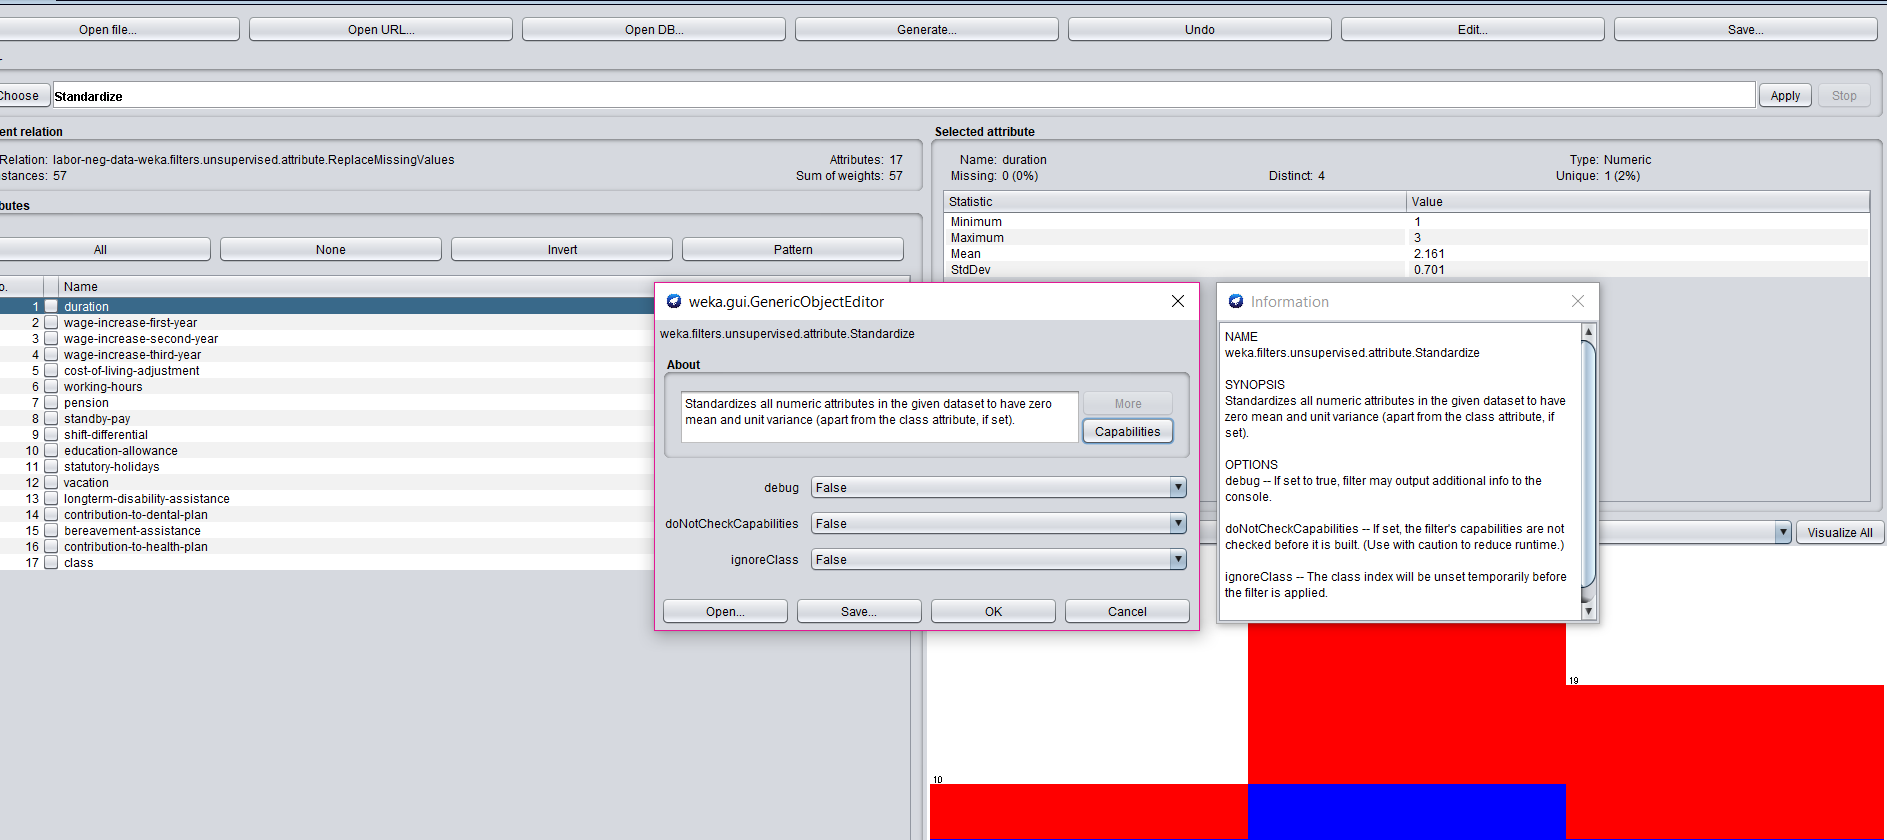 Open file...
Open URL...
Open DB...
Generate...
Undo
Edit...
Save...
Choose
Standardize
Apply
Stop
ent relation
Relation: labor-neg-data-weka.filters.unsupervised.attribute.ReplaceMissingValues
Attributes: 17
stances: 57
Sum of weights: 57
Selected attribute
Name: duration
Type: Numeric
Missing: 0 (0%)
Distinct: 4
Unique: 1 (2%)
Statistic Value
Minimum 1
Maximum 3
Mean 2.161
StdDev 0.701
butes
All
None
Invert
Pattern
o. Name
1 duration
2 wage-increase-first-year
3 wage-increase-second-year
4 wage-increase-third-year
5 cost-of-living-adjustment
6 working-hours
7 pension
8 standby-pay
9 shift-differential
10 education-allowance
11 statutory-holidays
12 vacation
13 longterm-disability-assistance
14 contribution-to-dental-plan
15 bereavement-assistance
16 contribution-to-health-plan
17 class
weka.gui.GenericObjectEditor
weka.filters.unsupervised.attribute.Standardize
About
Standardizes all numeric attributes in the given dataset to have zero
mean and unit variance (apart from the class attribute, if set).
More
Capabilities
debug False
doNotCheckCapabilities False
ignoreClass False
Open...
Save...
OK
Cancel
Information
NAME
weka.filters.unsupervised.attribute.Standardize
SYNOPSIS
Standardizes all numeric attributes in the given dataset to have
zero mean and unit variance (apart from the class attribute, if
set).
OPTIONS
debug -- If set to true, filter may output additional info to the
console.
doNotCheckCapabilities -- If set, the filter's capabilities are not
checked before it is built. (Use with caution to reduce runtime.)
ignoreClass -- The class index will be unset temporarily before
the filter is applied.
Visualize All
19
10